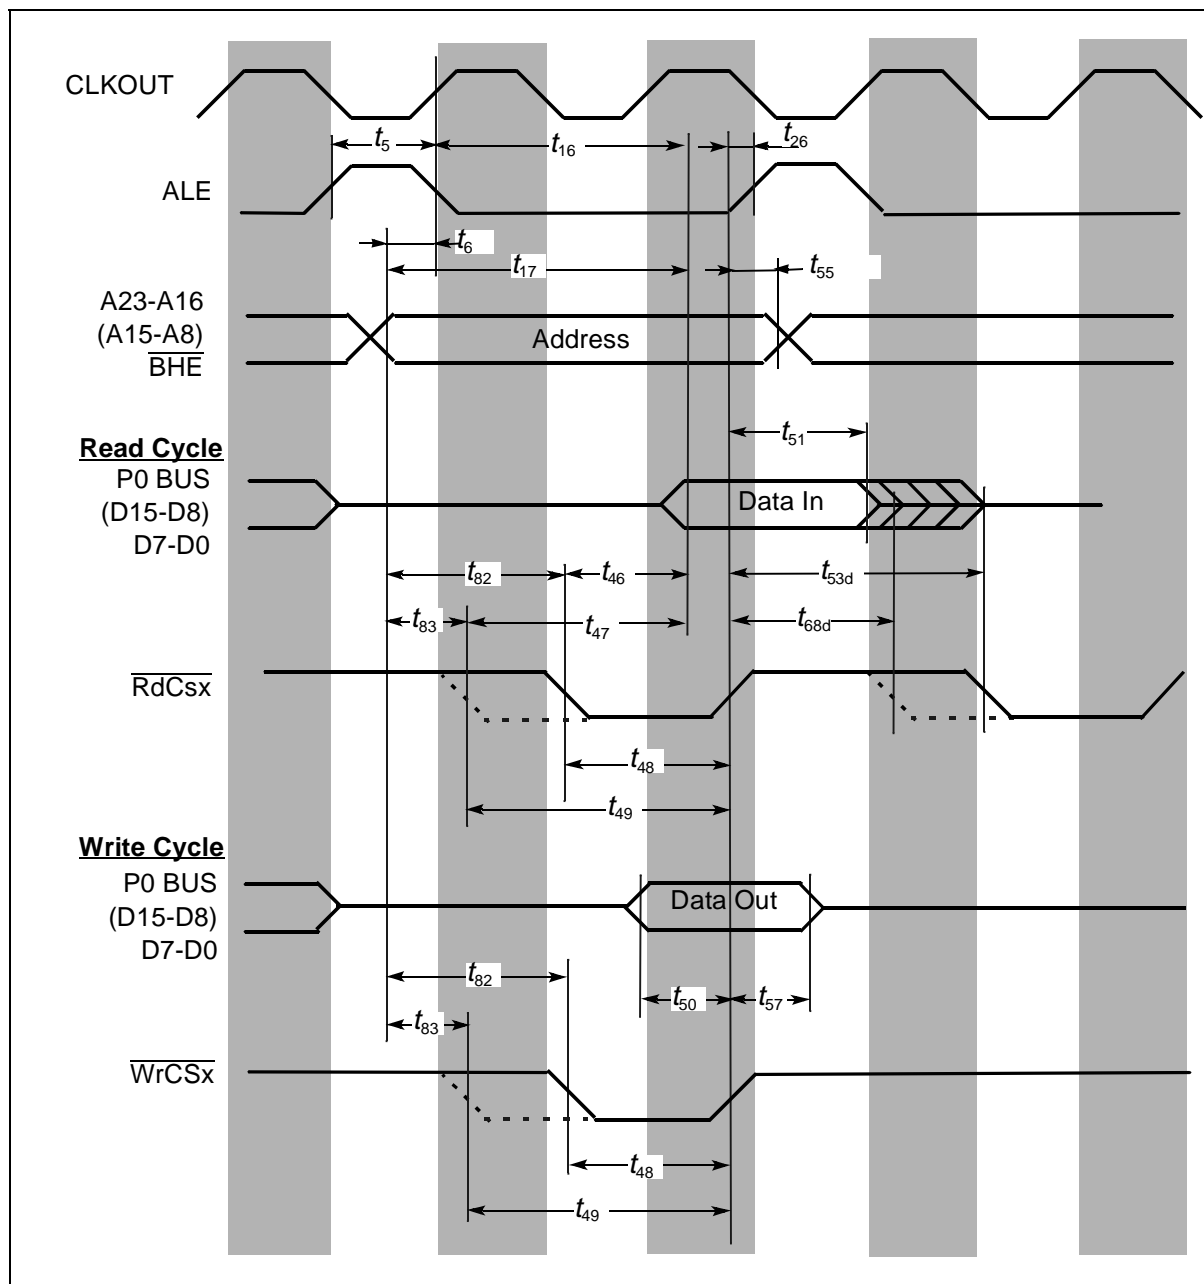 CLKOUT
t5
t16
t26
ALE
t6
t17
t55
A23-A16
(A15-A8)
BHE
Address
t51
Read Cycle
P0 BUS
(D15-D8)
D7-D0
Data In
t82
t46
t53d
t83
t47
t68d
RdCsx
t48
t49
Write Cycle
P0 BUS
(D15-D8)
D7-D0
Data Out
t82
t50
t57
t83
WrCSx
t48
t49